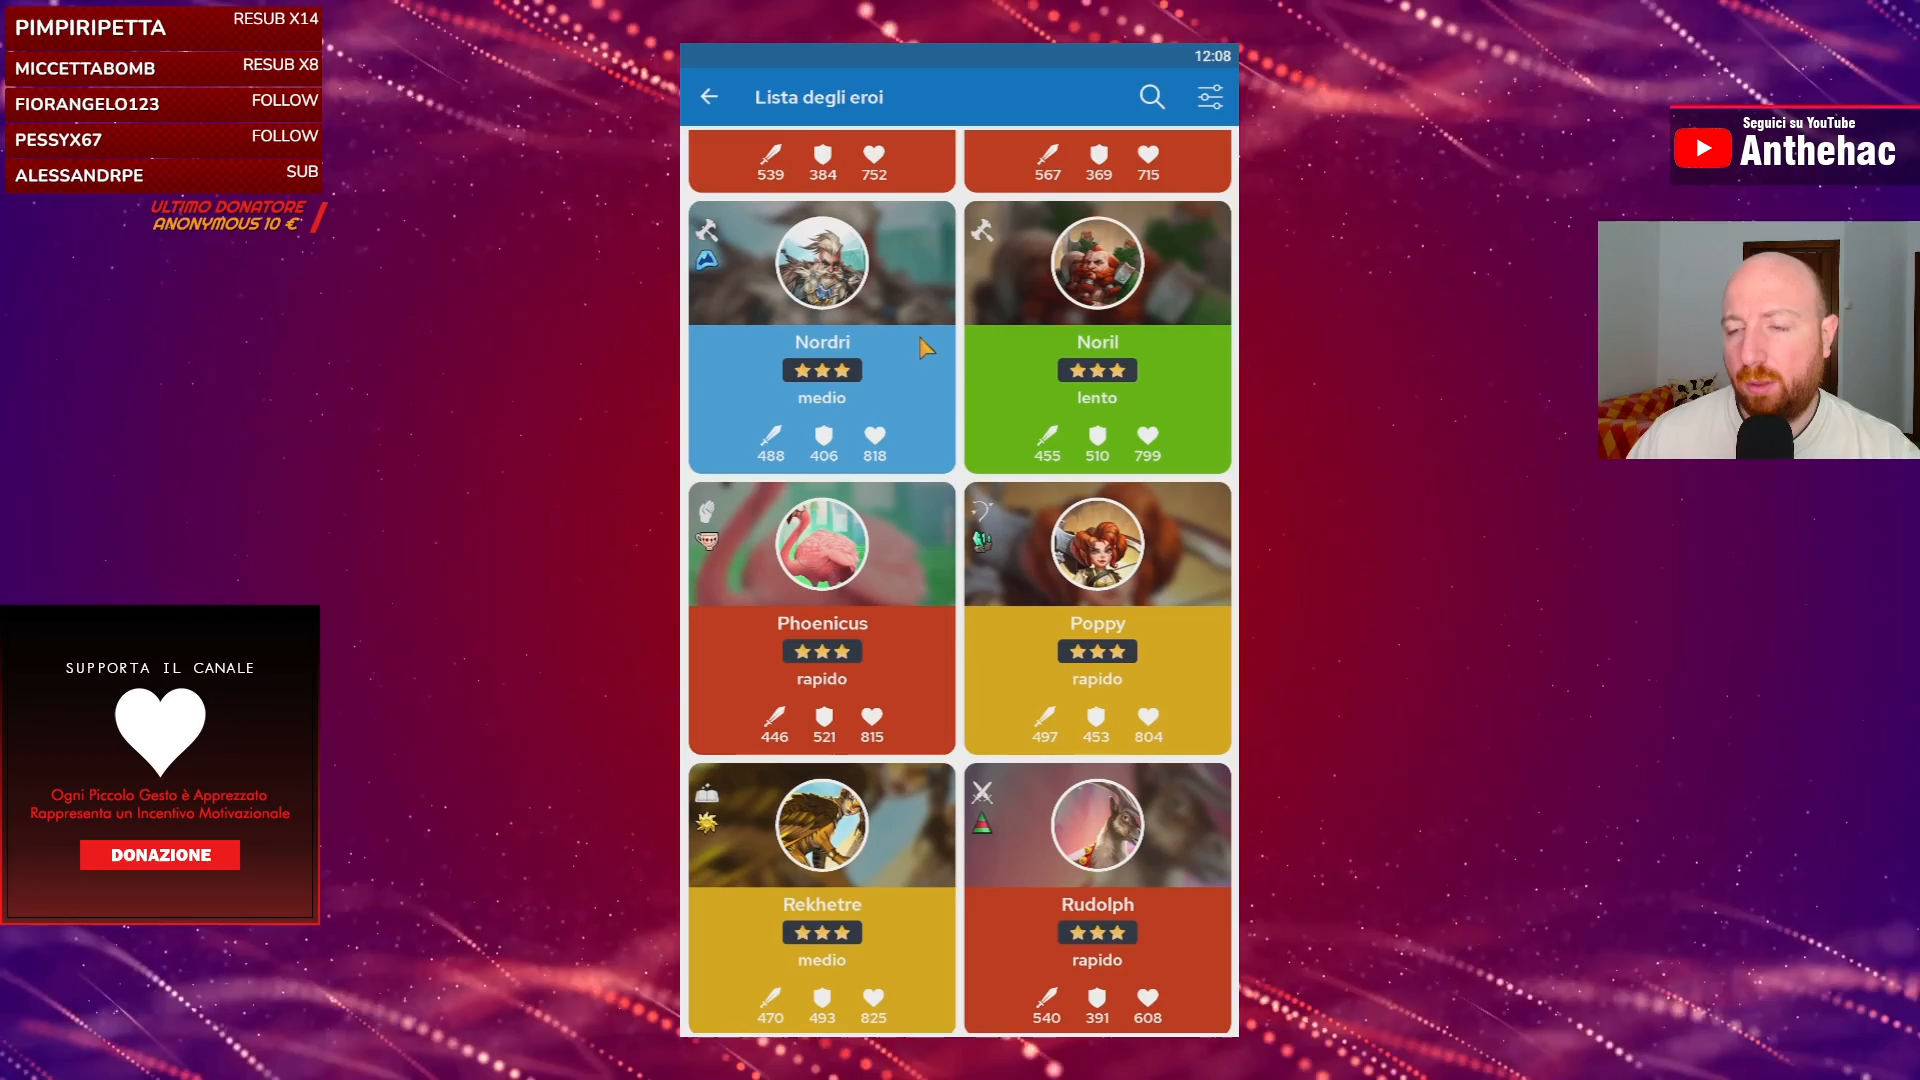 PIMPIRIPETTA RESUB X14
MICCETTABOMB RESUB X8
FIORANGELO123 FOLLOW
PESSYX67 FOLLOW
ALESSANDRPE SUB
ULTIMO DONATORE
ANONYMOUS 10 €
SUPPORTA IL CANALE
Ogni Piccolo Gesto è Apprezzato
Rappresenta un Incentivo Motivazionale
DONAZIONE
12:08
Lista degli eroi
539 384 752
567 369 715
Nordri
medio
488 406 818
Noril
lento
455 510 799
Phoenicus
rapido
446 521 815
Poppy
rapido
497 453 804
Rekhetre
medio
470 493 825
Rudolph
rapido
540 391 608
Seguici su YouTube
Anthehac